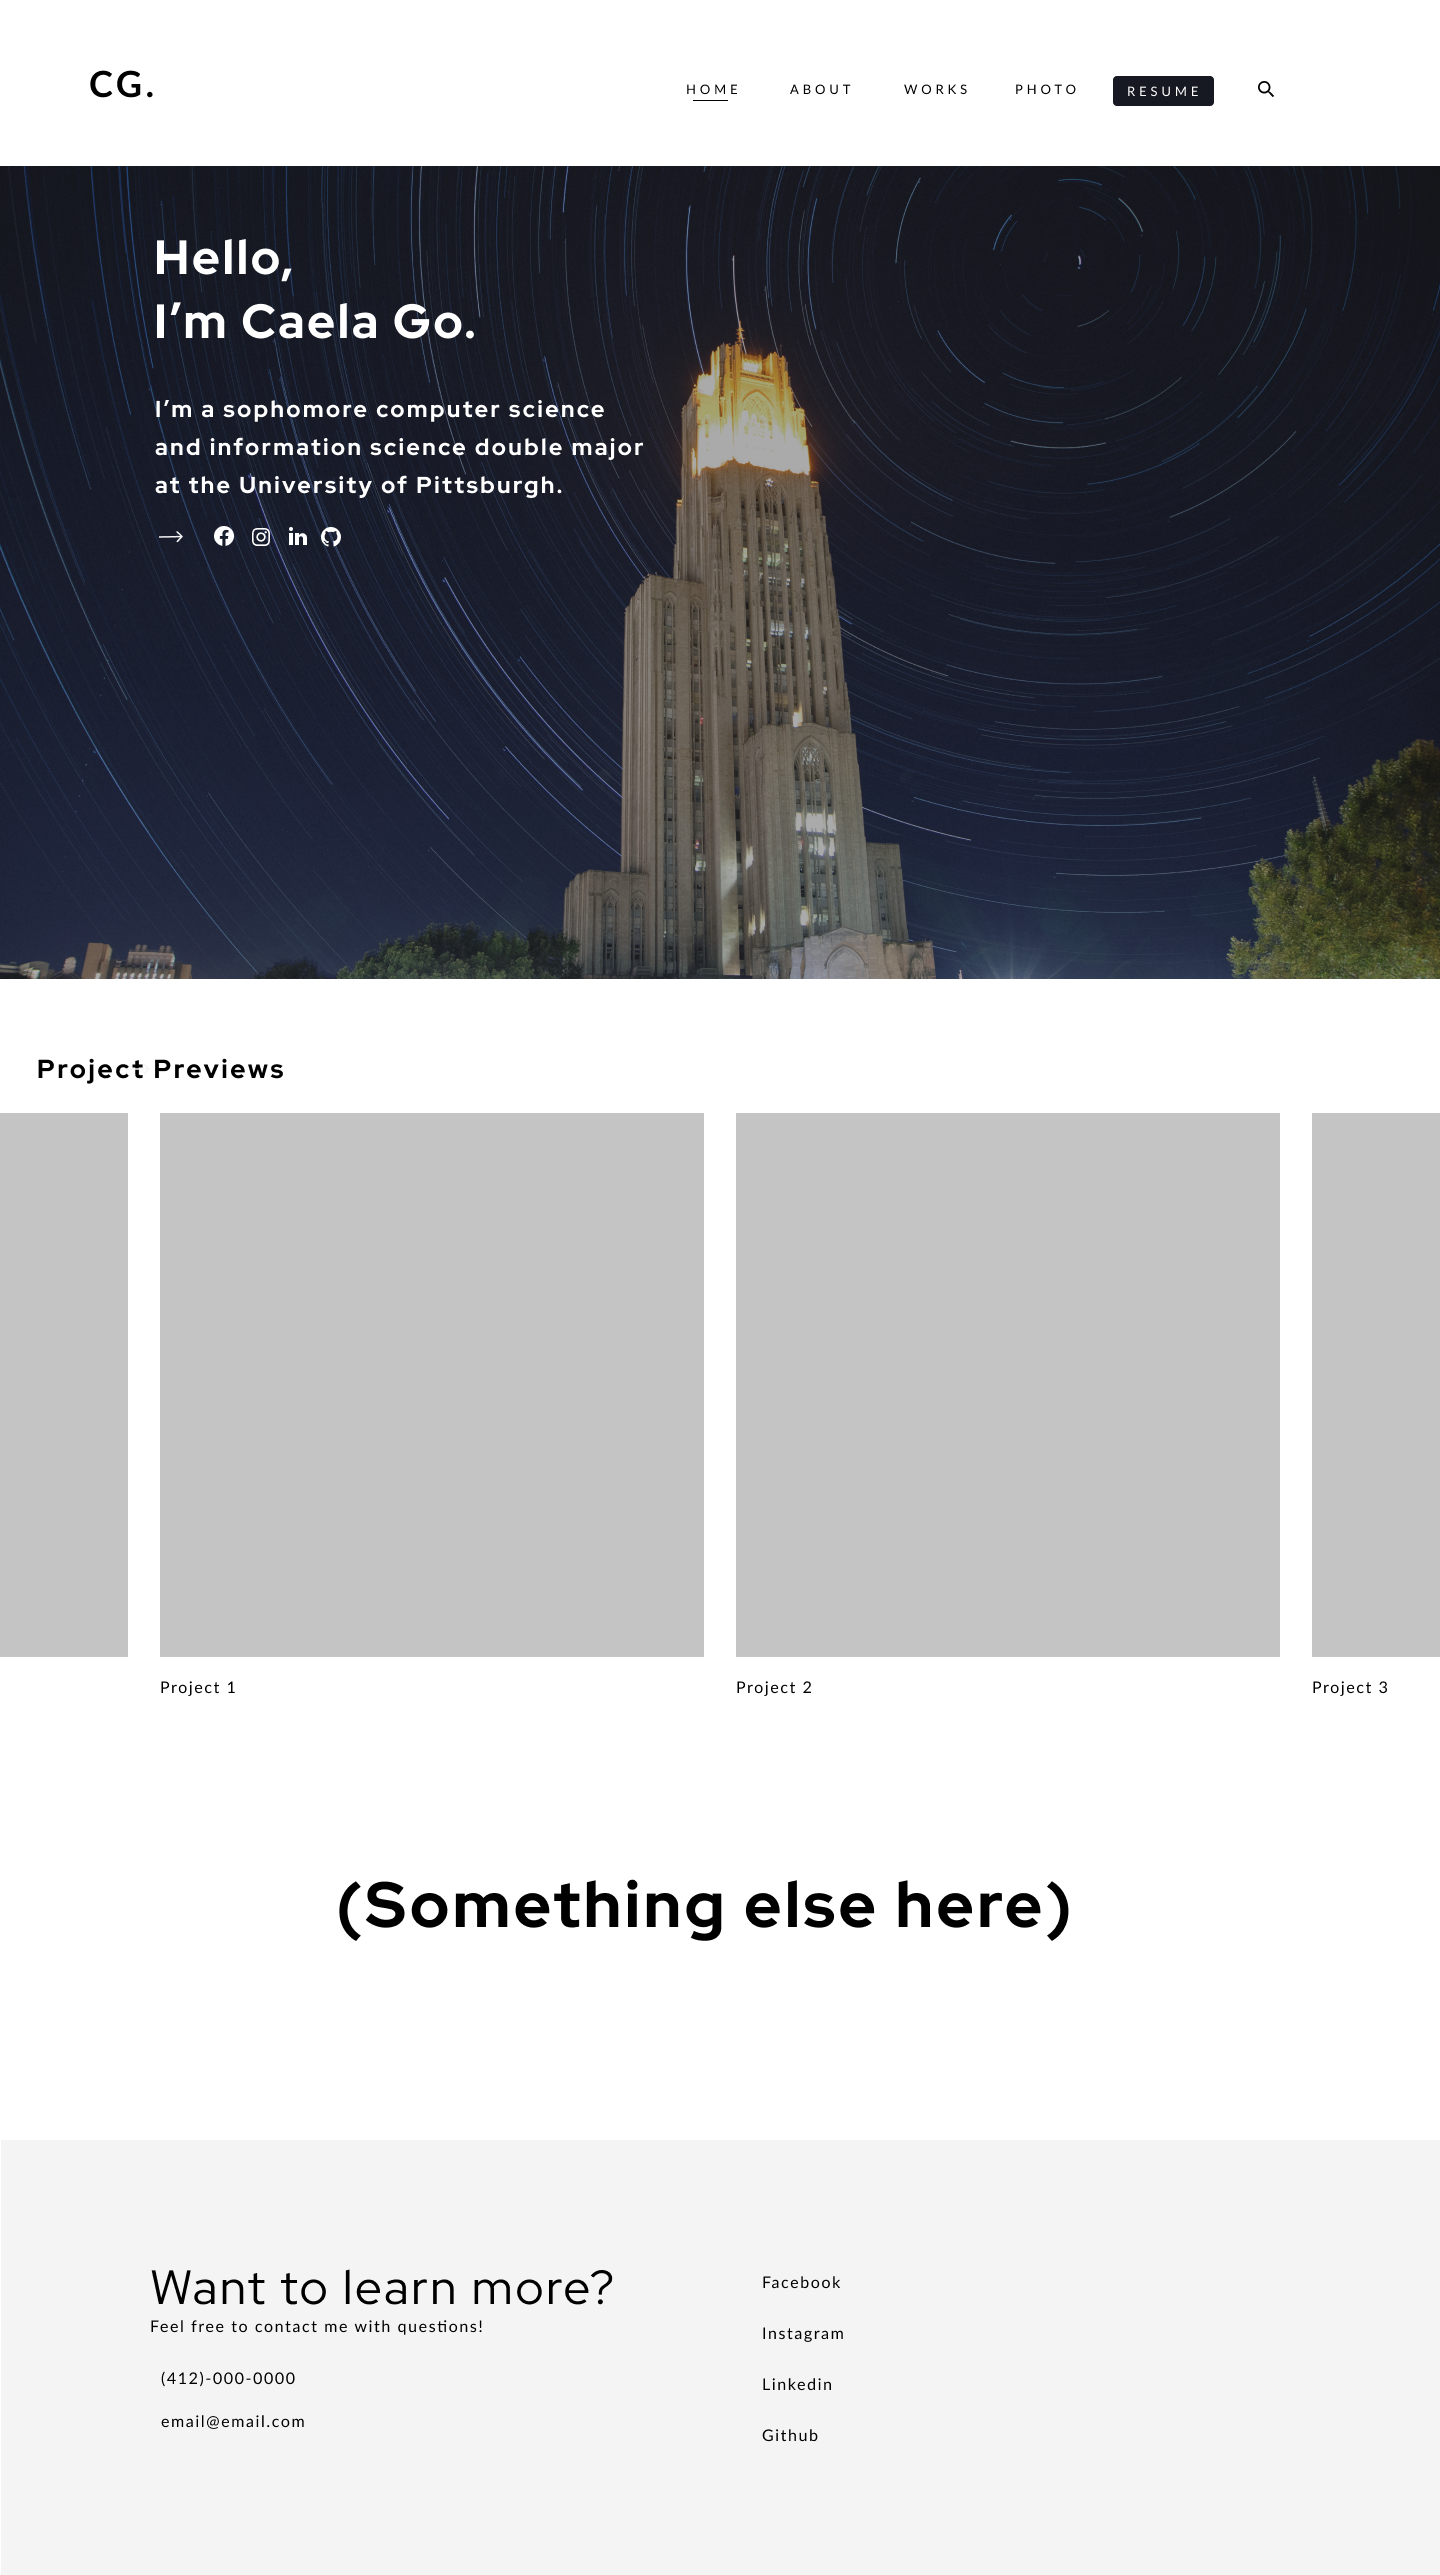 CG.
HOME ABOUT WORKS PHOTO RESUME
Hello,
I’m Caela Go.
I’m a sophomore computer science
and information science double major
at the University of Pittsburgh.
Project Previews
Project 1
Project 2
Project 3
(Something else here)
Want to learn more?
Feel free to contact me with questions!
(412)-000-0000
email@email.com
Facebook
Instagram
Linkedin
Github